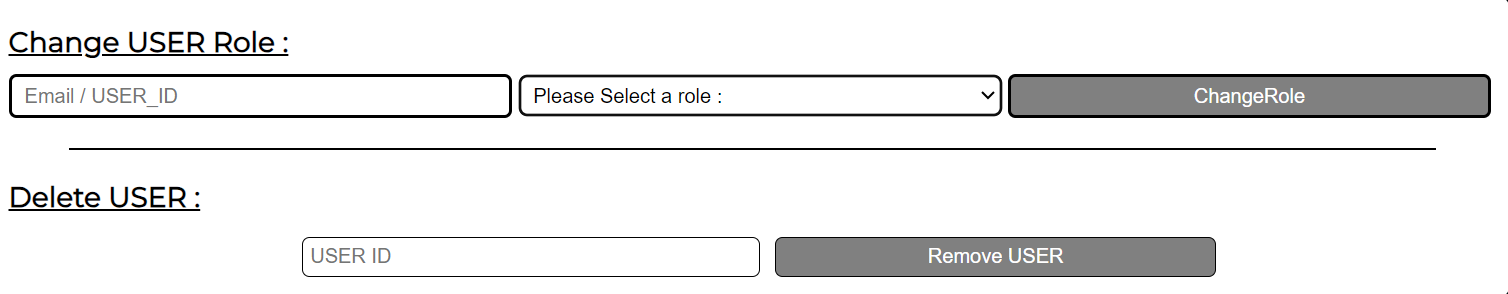 Change USER Role :
Email / USER_ID Please Select a role : ChangeRole
Delete USER :
USER ID Remove USER